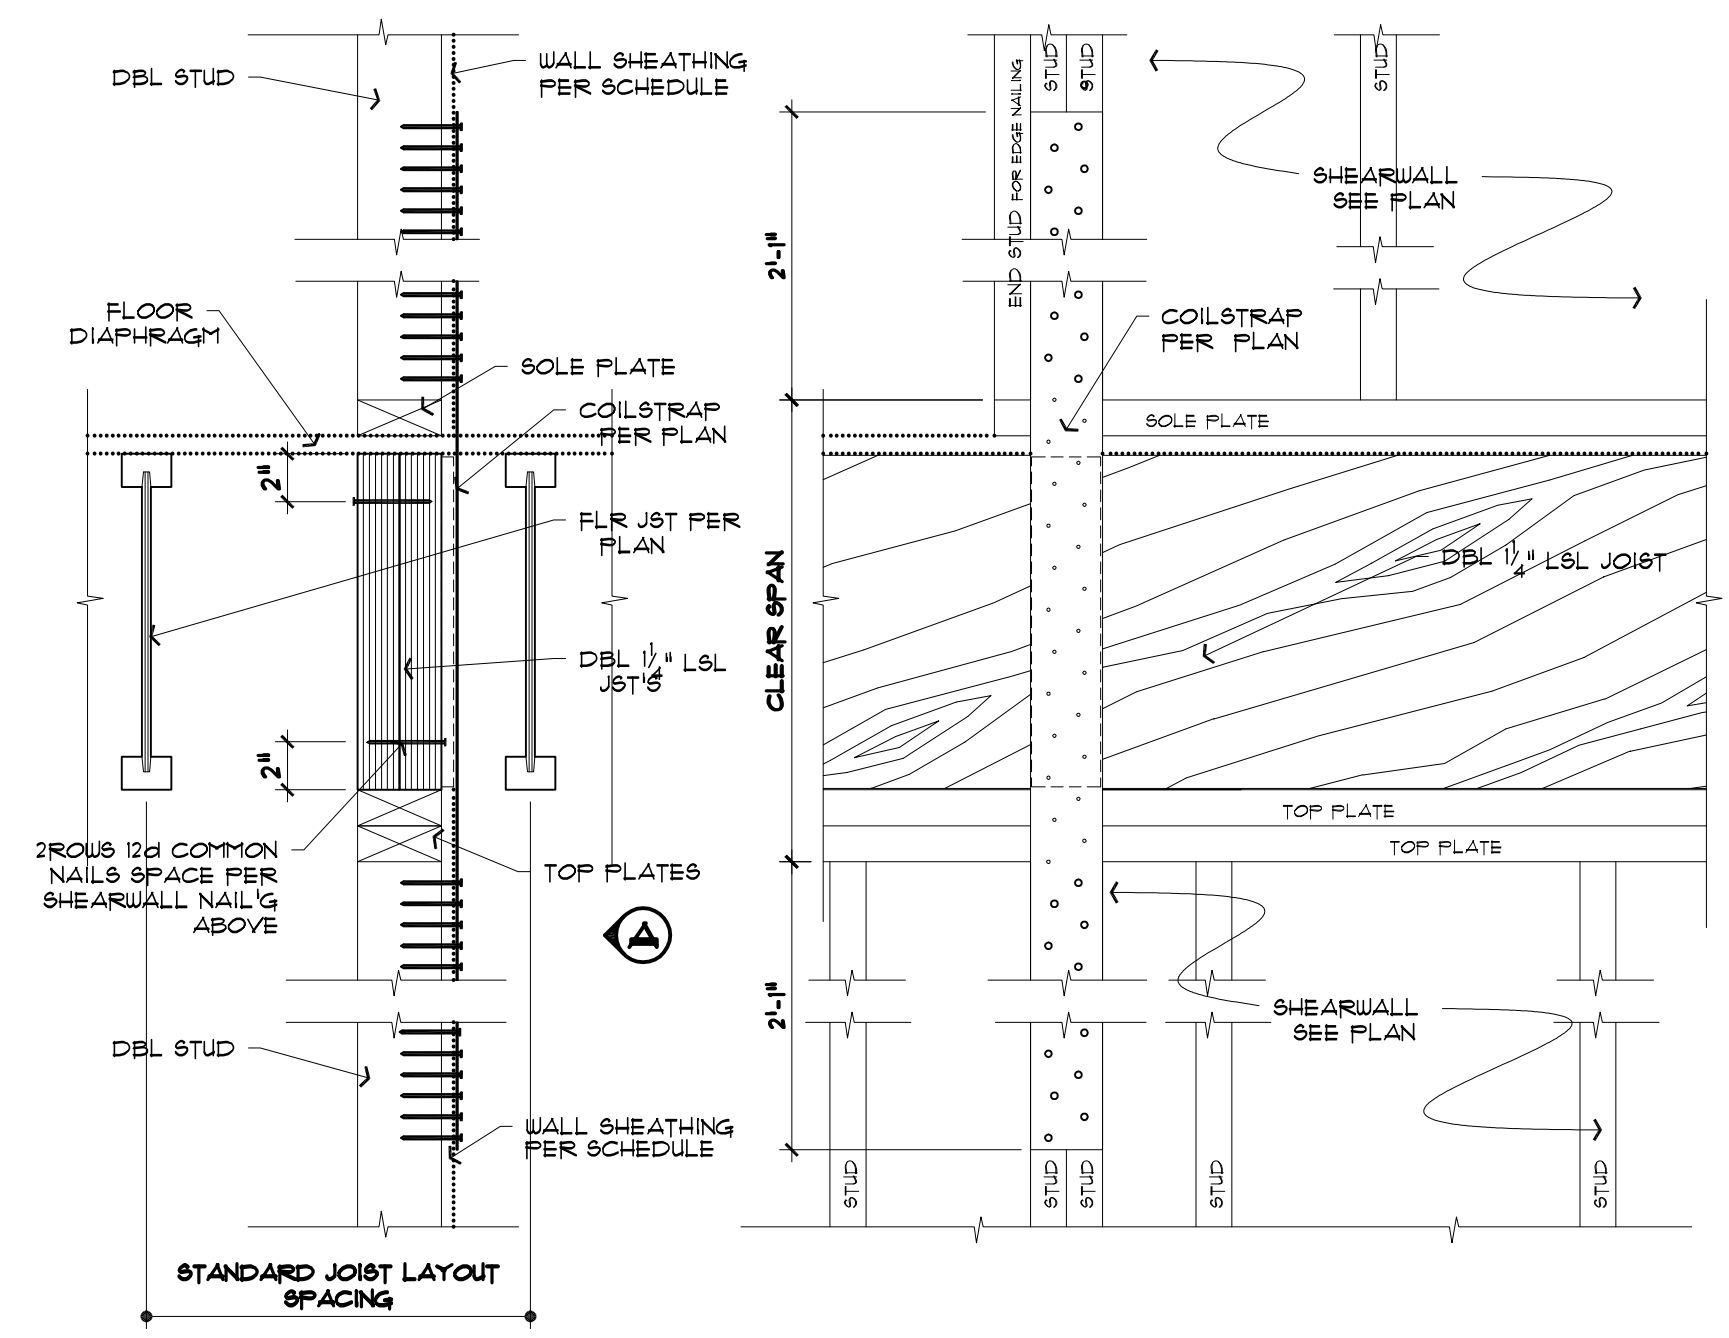 DBL STUD
WALL SHEATHING
PER SCHEDULE
FLOOR
DIAPHRAGM
SOLE PLATE
COILSTRAP
PER PLAN
2"
FLR JST PER
PLAN
DBL 1 1/4" LSL
JST'S
2"
2ROWS 12d COMMON
NAILS SPACE PER
SHEARWALL NAIL'G
ABOVE
TOP PLATES
A
DBL STUD
WALL SHEATHING
PER SCHEDULE
STANDARD JOIST LAYOUT
SPACING
END STUD FOR EDGE NAILING
STUD
STUD
STUD
SHEARWALL
SEE PLAN
2'-1"
COILSTRAP
PER PLAN
SOLE PLATE
CLEAR SPAN
DBL 1 1/4" LSL JOIST
TOP PLATE
TOP PLATE
2'-1"
SHEARWALL
SEE PLAN
STUD
STUD
STUD
STUD
STUD